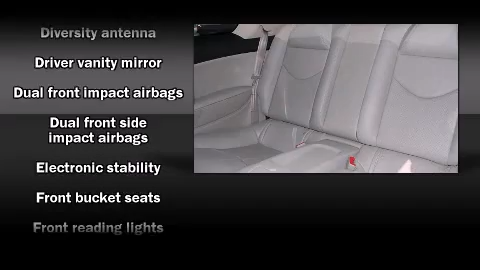 Diversity antenna
Driver vanity mirror
Dual front impact airbags
Dual front side
impact airbags
Electronic stability
Front bucket seats
Front reading lights